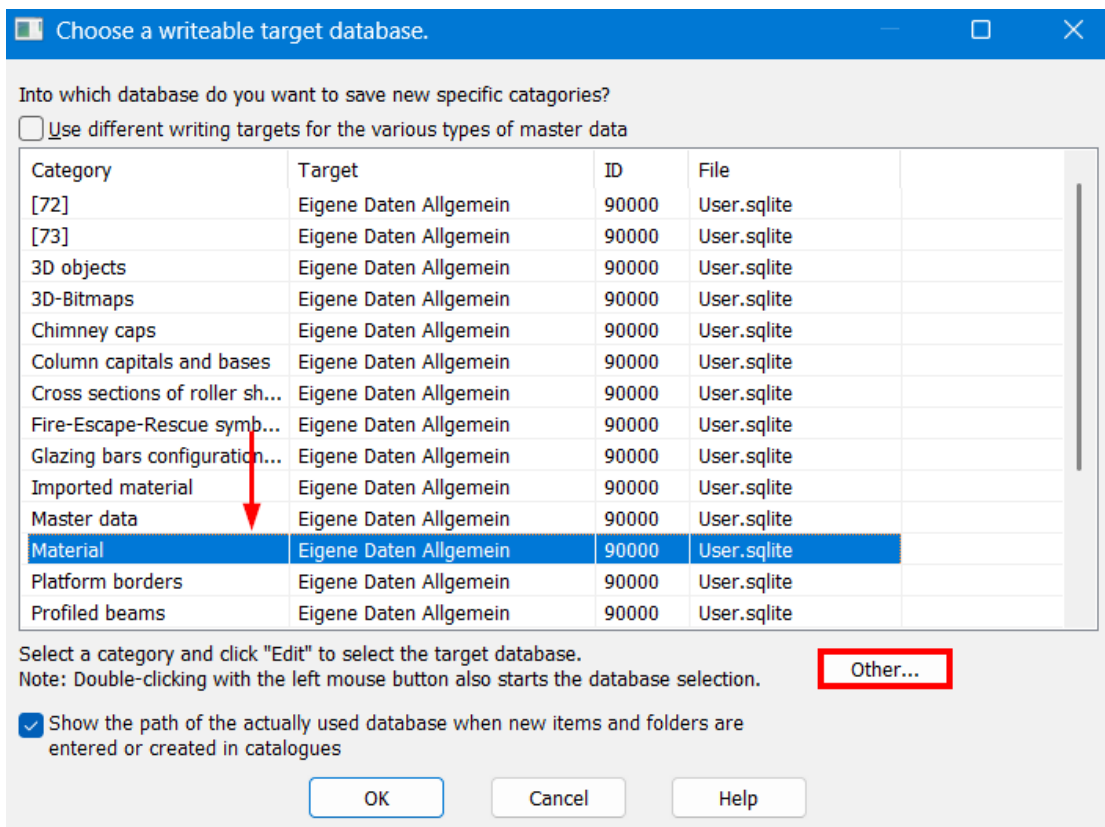 Choose a writeable target database.
Into which database do you want to save new specific catagories?
Use different writing targets for the various types of master data
Category Target ID File
[72] Eigene Daten Allgemein 90000 User.sqlite
[73] Eigene Daten Allgemein 90000 User.sqlite
3D objects Eigene Daten Allgemein 90000 User.sqlite
3D-Bitmaps Eigene Daten Allgemein 90000 User.sqlite
Chimney caps Eigene Daten Allgemein 90000 User.sqlite
Column capitals and bases Eigene Daten Allgemein 90000 User.sqlite
Cross sections of roller sh... Eigene Daten Allgemein 90000 User.sqlite
Fire-Escape-Rescue symb... Eigene Daten Allgemein 90000 User.sqlite
Glazing bars configuration... Eigene Daten Allgemein 90000 User.sqlite
Imported material Eigene Daten Allgemein 90000 User.sqlite
Master data Eigene Daten Allgemein 90000 User.sqlite
Material Eigene Daten Allgemein 90000 User.sqlite
Platform borders Eigene Daten Allgemein 90000 User.sqlite
Profiled beams Eigene Daten Allgemein 90000 User.sqlite
Select a category and click "Edit" to select the target database.
Note: Double-clicking with the left mouse button also starts the database selection.
Other...
Show the path of the actually used database when new items and folders are
entered or created in catalogues
OK Cancel Help